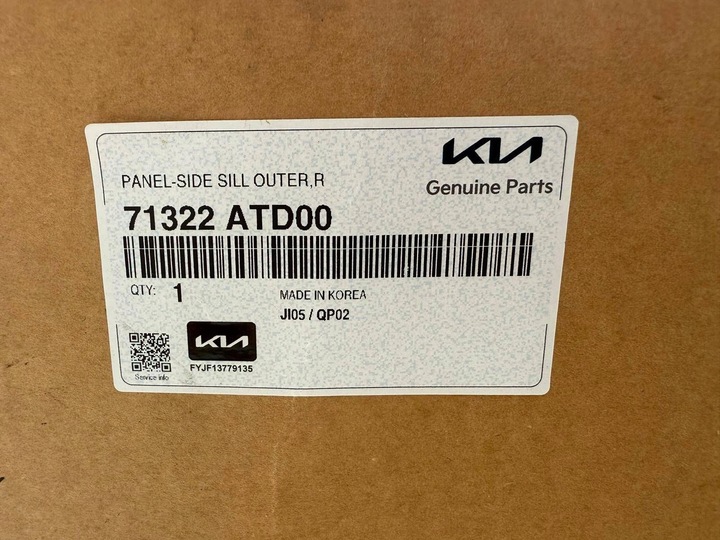 KIA
Genuine Parts
PANEL-SIDE SILL OUTER,R
71322 ATD00
QTY: 1
MADE IN KOREA
JI05 / QP02
KIA
FYJF13779135
Service info